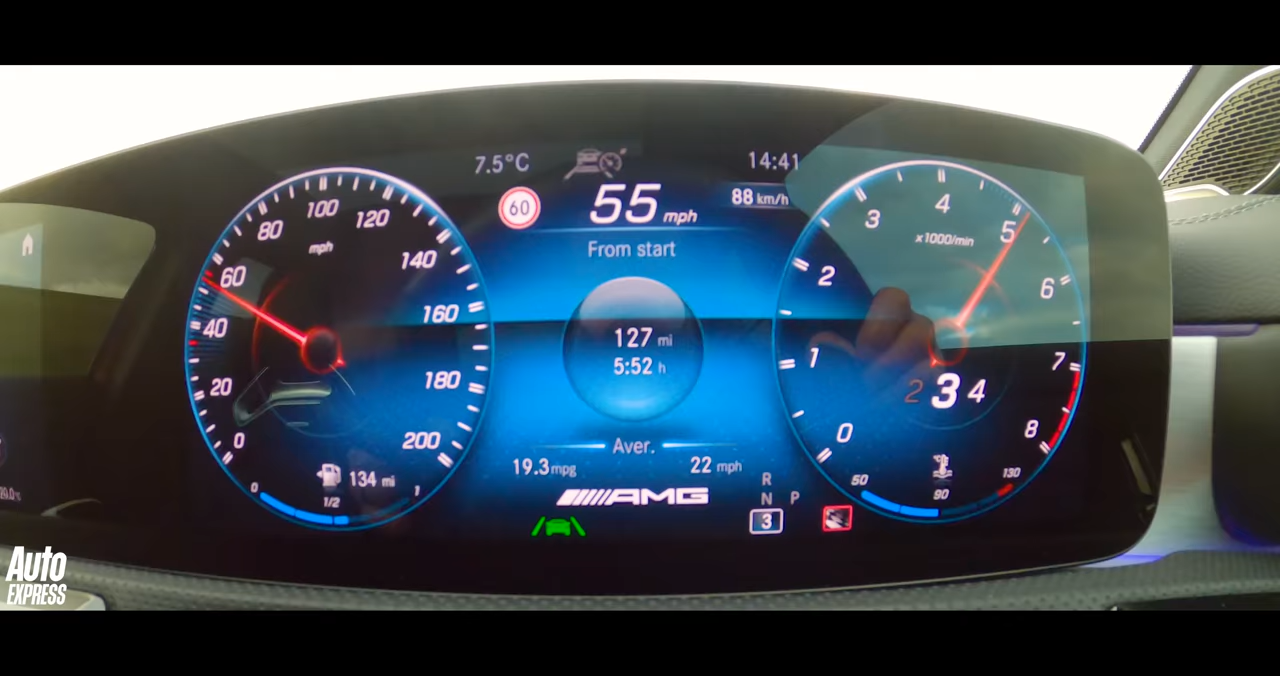 7.5°C
14:41
60
55 mph
88 km/h
From start
127 mi
5:52 h
Aver.
19.3 mpg
22 mph
AMG
R
N P
3
0
20
40
60
80
100
120
140
160
180
200
mph
134 mi
0 1/2 1
0
1
2
3
4
5
6
7
8
x1000/min
2 3 4
50 90 130
Auto
EXPRESS